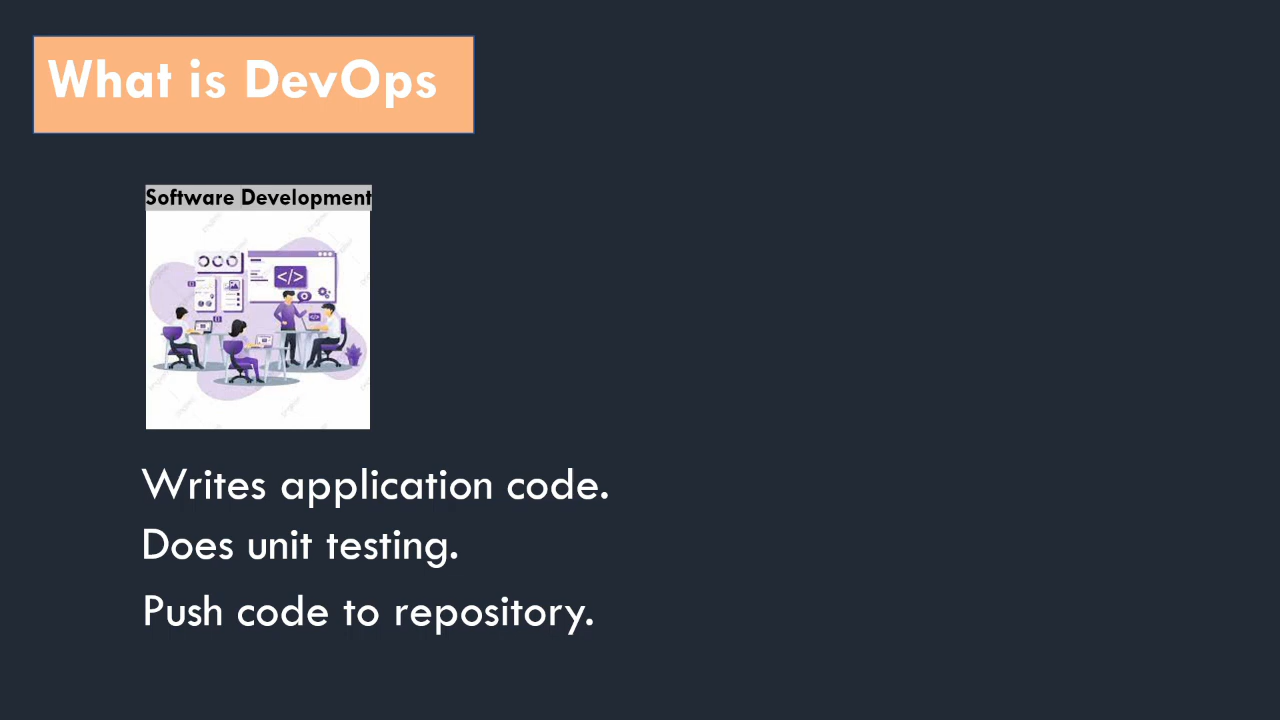 What is DevOps
Software Development
</>
Writes application code.
Does unit testing.
Push code to repository.